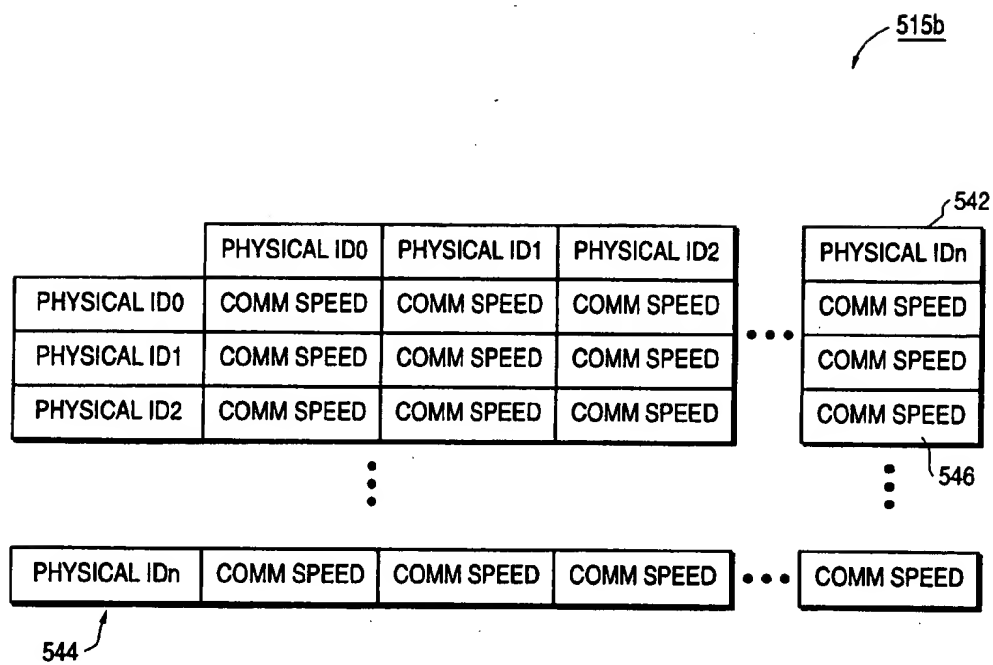 515b
542
PHYSICAL ID0 PHYSICAL ID1 PHYSICAL ID2 PHYSICAL IDn
PHYSICAL ID0 COMM SPEED COMM SPEED COMM SPEED COMM SPEED
PHYSICAL ID1 COMM SPEED COMM SPEED COMM SPEED COMM SPEED
PHYSICAL ID2 COMM SPEED COMM SPEED COMM SPEED COMM SPEED
546
PHYSICAL IDn COMM SPEED COMM SPEED COMM SPEED COMM SPEED
544